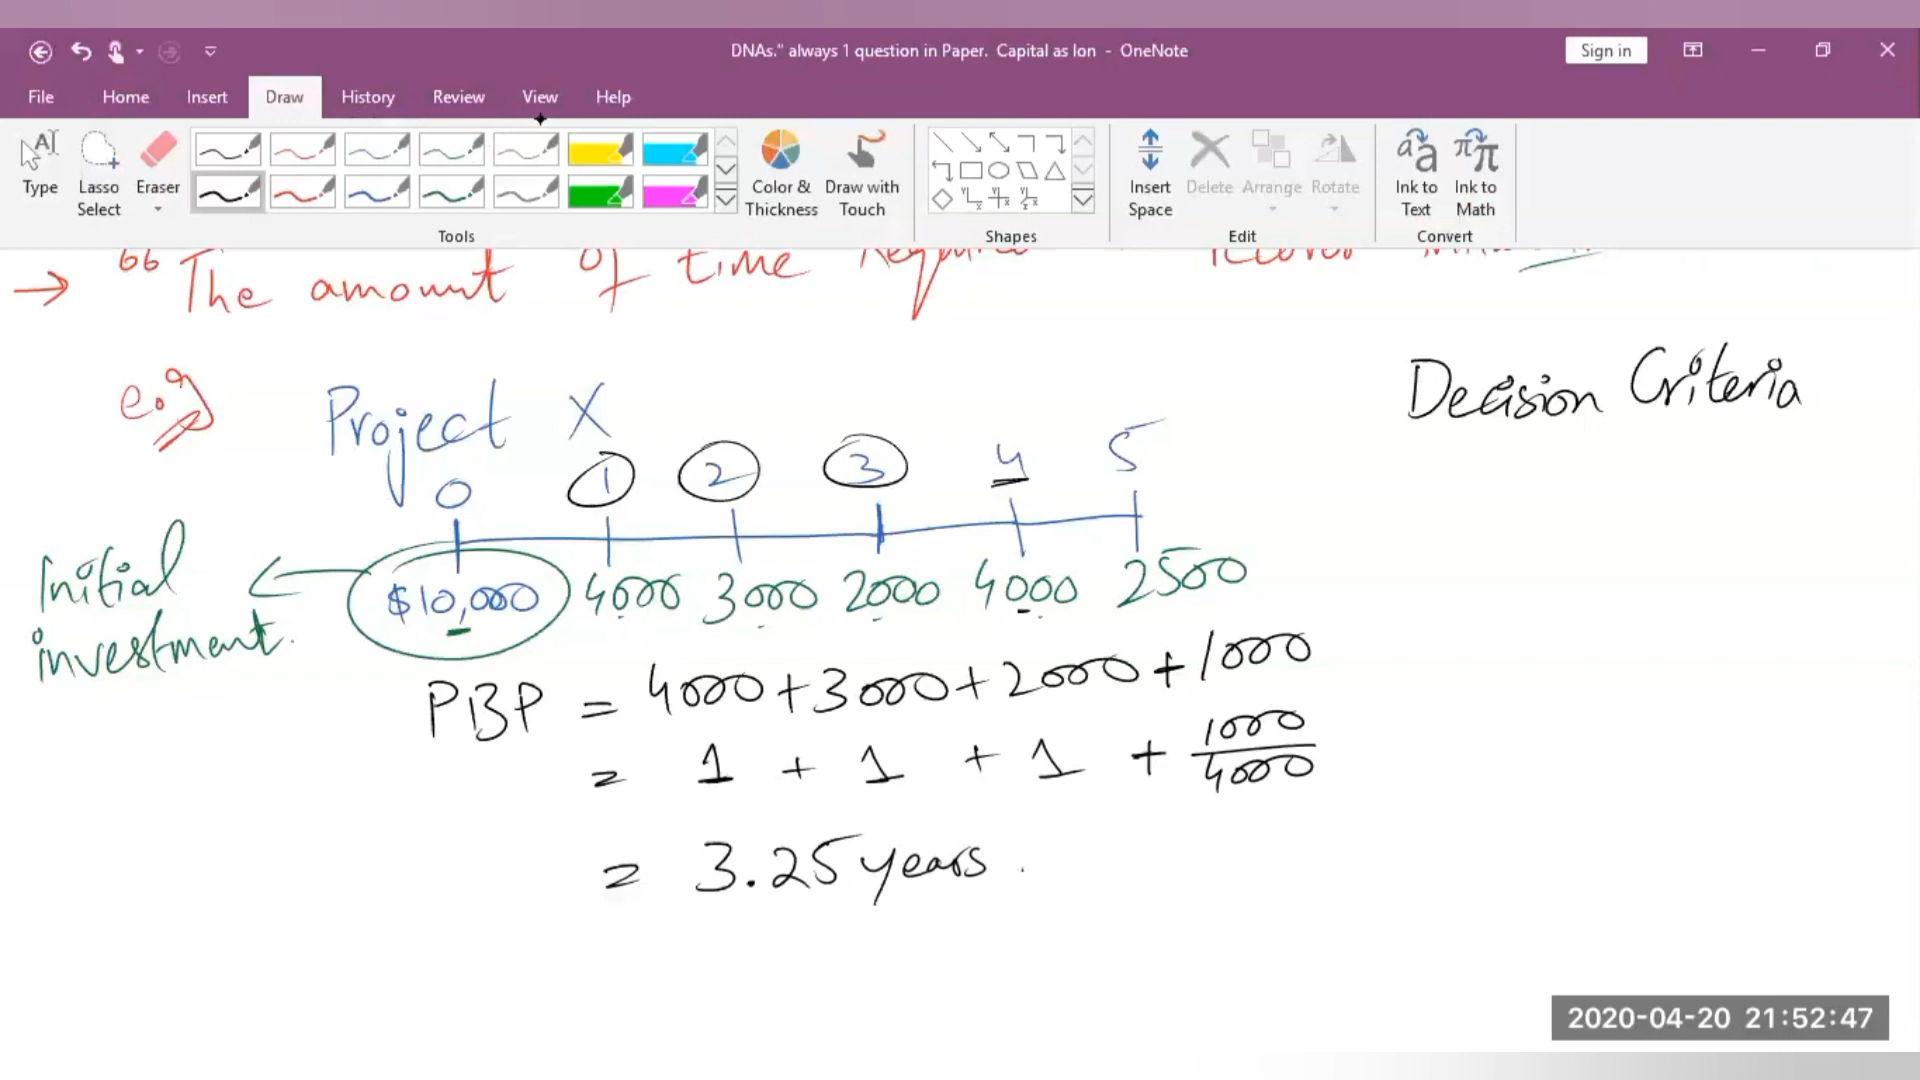 DNAs." always 1 question in Paper. Capital as Ion - OneNote
Sign in
File Home Insert Draw History Review View Help
Type
Lasso Select
Eraser
Color & Thickness
Draw with Touch
Insert Space
Delete
Arrange
Rotate
Ink to Text
Ink to Math
Tools Shapes Edit Convert
→ " The amount of time
e.g
Project X
Decision Criteria
0 1 2 3 4 5
$10,000 4000 3000 2000 4000 2500
Initial
investment.
PBP = 4000 + 3000 + 2000 + 1000
= 1 + 1 + 1 + 1000/4000
= 3.25 years.
2020-04-20 21:52:47